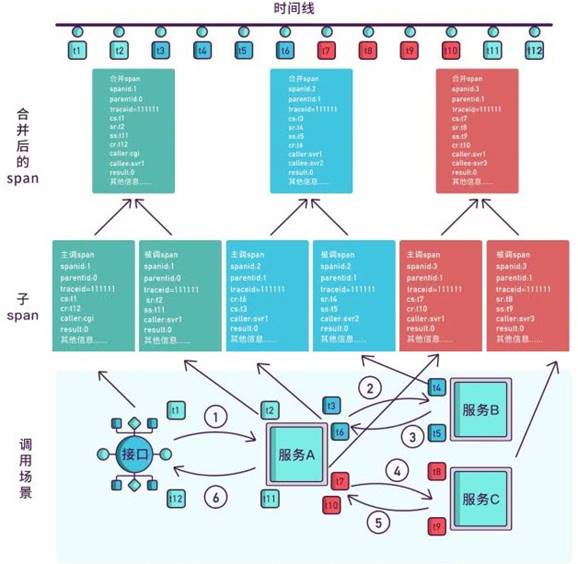 时间线
t1 t2 t3 t4 t5 t6 t7 t8 t9 t10 t11 t12
合并后的span
合并span
spanid:1
parentid:0
traceid=111111
cs:t1
sr:t2
ss:t11
cr:t12
caller:cgi
callee:svr1
result:0
其他信息......
合并span
spanid:2
parentid:1
traceid=111111
cs:t3
sr:t4
ss:t5
cr:t6
caller:svr1
callee:svr2
result:0
其他信息......
合并span
spanid:3
parentid:1
traceid=111111
cs:t7
sr:t8
ss:t9
cr:t10
caller:svr1
callee:svr3
result:0
其他信息......
子span
主调span
spanid:1
parentid:0
traceid=111111
cs:t1
cr:t12
caller:cgi
result:0
其他信息......
被调span
spanid:1
parentid:0
traceid=111111
sr:t2
ss:t11
caller:svr1
result:0
其他信息......
主调span
spanid:2
parentid:1
traceid=111111
cr:t6
cs:t3
caller:svr1
result:0
其他信息......
被调span
spanid:2
parentid:1
traceid=111111
sr:t4
ss:t5
caller:svr2
result:0
其他信息......
主调span
spanid:3
parentid:1
traceid=111111
cs:t7
cr:t10
caller:svr1
result:0
其他信息......
被调span
spanid:3
parentid:1
traceid=111111
sr:t8
ss:t9
caller:svr3
result:0
其他信息......
调用场景
接口
t1
①
t2
t12
⑥
t11
服务A
t3
②
t4
t6
③
t5
服务B
t7
④
t8
t10
⑤
t9
服务C